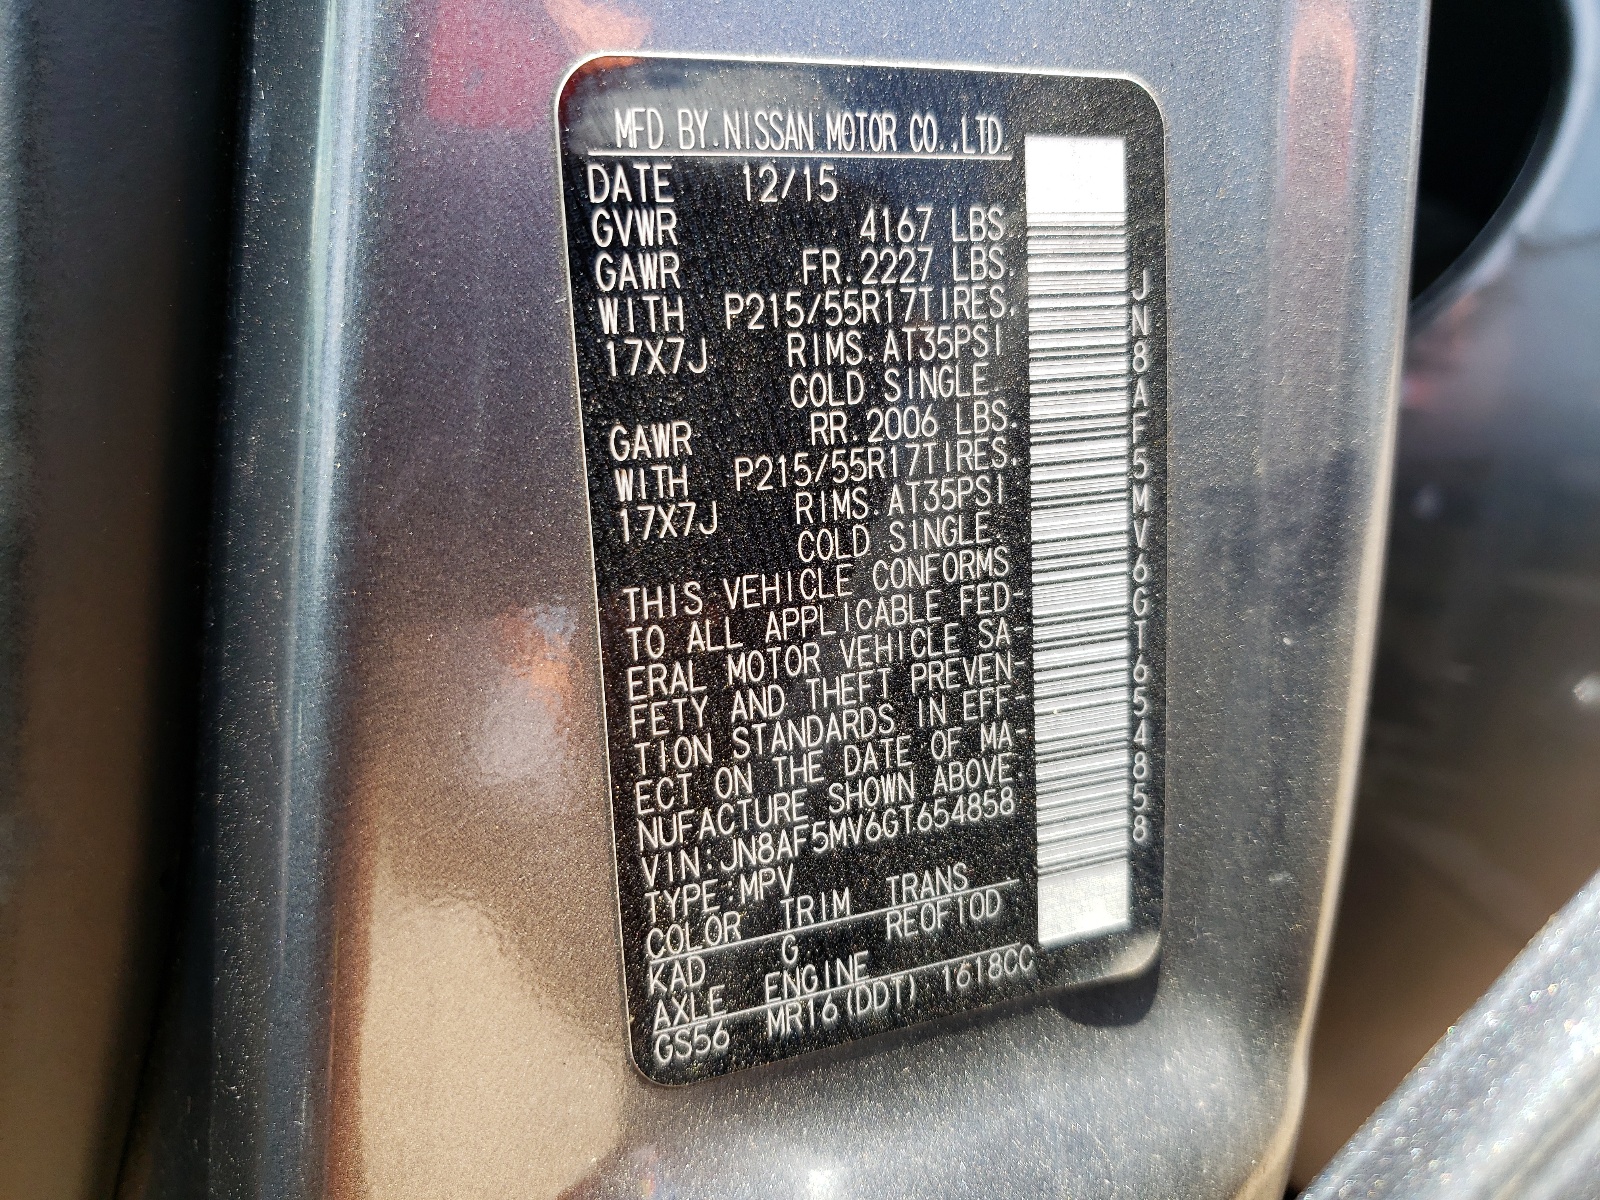 MFD BY.NISSAN MOTOR CO.,LTD.
DATE 12/15
GVWR 4167 LBS
GAWR FR.2227 LBS.
WITH P215/55R17TIRES.
17X7J RIMS.AT35PSI
COLD SINGLE.
GAWR RR.2006 LBS.
WITH P215/55R17TIRES.
17X7J RIMS.AT35PSI
COLD SINGLE.
THIS VEHICLE CONFORMS
TO ALL APPLICABLE FED-
ERAL MOTOR VEHICLE SA-
FETY AND THEFT PREVEN-
TION STANDARDS IN EFF-
ECT ON THE DATE OF MA-
NUFACTURE SHOWN ABOVE.
VIN:JN8AF5MV6GT654858
TYPE:MPV
COLOR TRIM TRANS
KAD G RE0F10D
AXLE ENGINE
GS56 MR16(DDT) 1618CC
JN8AF5MV6GT654858